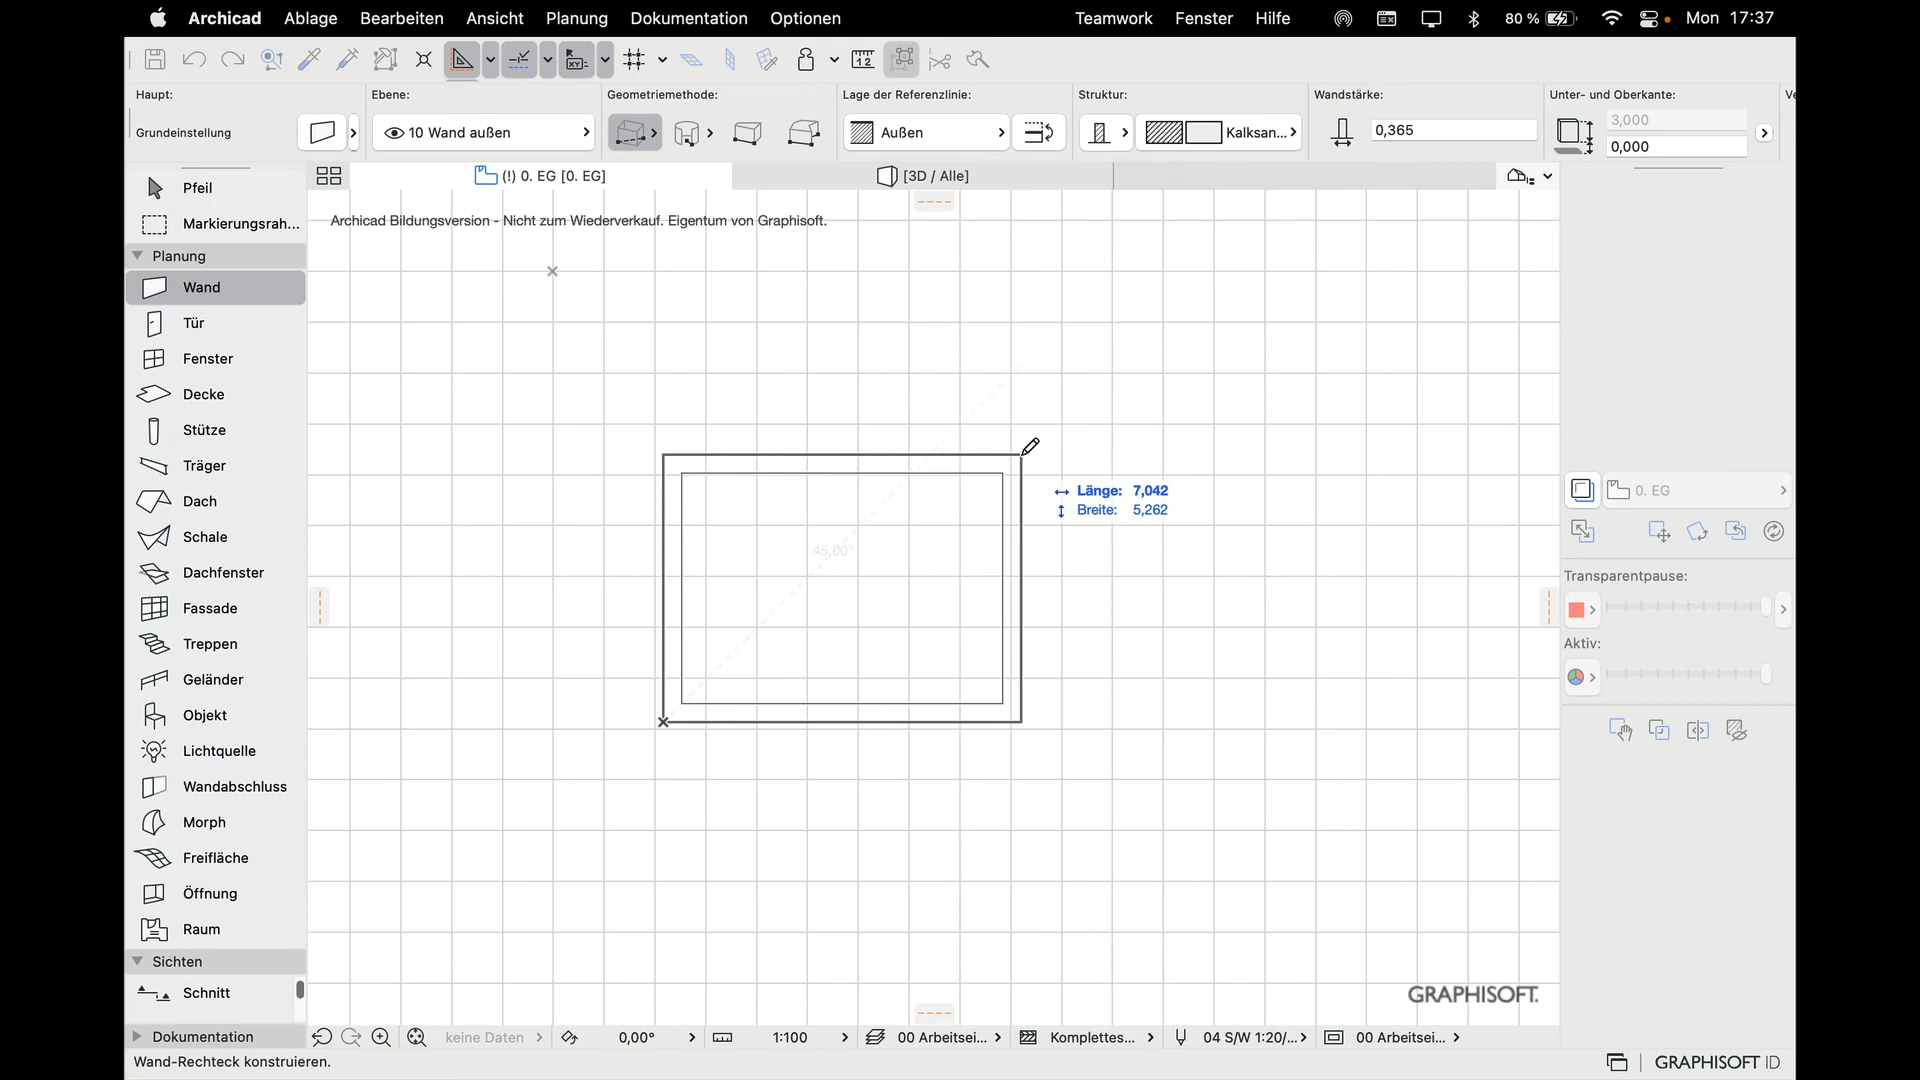 Archicad Ablage Bearbeiten Ansicht Planung Dokumentation Optionen Teamwork Fenster Hilfe 80 % Mon 17:37
Haupt: Ebene: Geometriemethode: Lage der Referenzlinie: Struktur: Wandstärke: Unter- und Oberkante:
Grundeinstellung 10 Wand außen Außen Kalksan... 0,365 3,000
0,000
(!) 0. EG [0. EG] [3D / Alle]
Pfeil
Markierungsrah...
Archicad Bildungsversion - Nicht zum Wiederverkauf. Eigentum von Graphisoft.
Planung
Wand
Tür
Fenster
Decke
Stütze
Träger
Dach
Schale
Dachfenster
Fassade
Treppen
Geländer
Objekt
Lichtquelle
Wandabschluss
Morph
Freifläche
Öffnung
Raum
Sichten
Schnitt
Dokumentation
Länge: 7,042
Breite: 5,262
45,00°
0. EG
Transparentpause:
Aktiv:
GRAPHISOFT.
keine Daten 0,00° 1:100 00 Arbeitsei... Komplettes... 04 S/W 1:20/... 00 Arbeitsei...
Wand-Rechteck konstruieren.
GRAPHISOFT ID